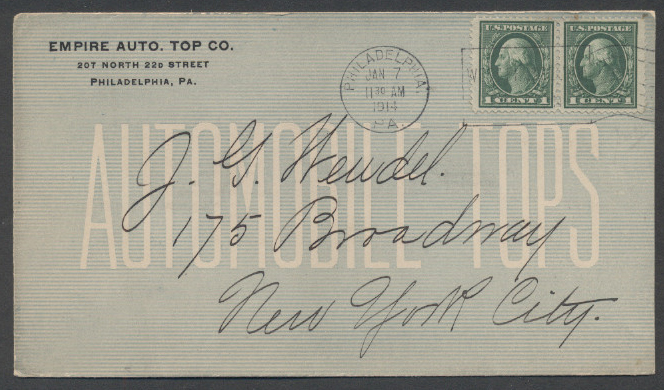 EMPIRE AUTO. TOP CO.
207 NORTH 22D STREET
PHILADELPHIA, PA.
PHILADELPHIA,
JAN 7
11 30 AM
1914
PA.
U.S. POSTAGE
1 CENT 1
U.S. POSTAGE
1 CENT 1
AUTOMOBILE TOPS
J. G. Wendel.
175 Broadway
New York City.